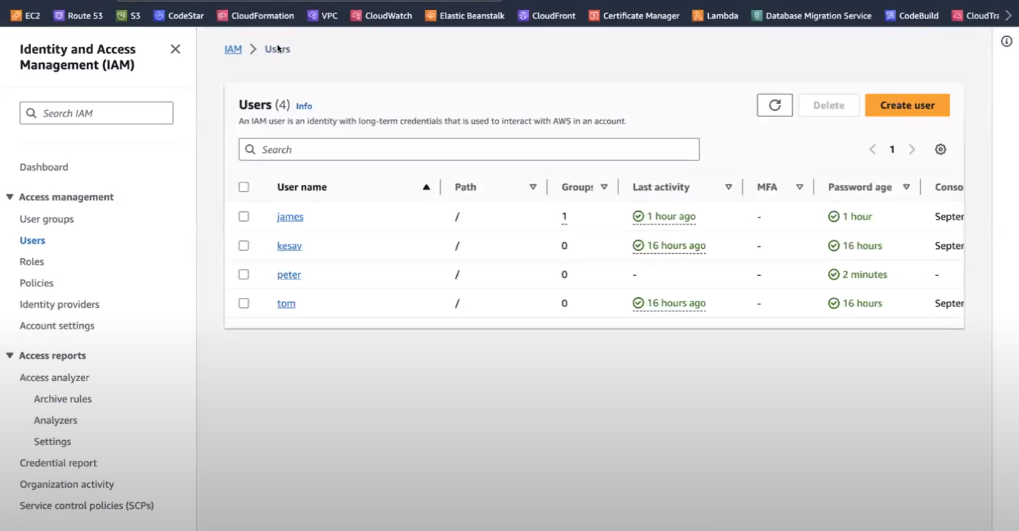 EC2 Route 53 S3 CodeStar CloudFormation VPC CloudWatch Elastic Beanstalk CloudFront Certificate Manager Lambda Database Migration Service CodeBuild CloudTra
Identity and Access
Management (IAM)
Search IAM
Dashboard
Access management
User groups
Users
Roles
Policies
Identity providers
Account settings
Access reports
Access analyzer
Archive rules
Analyzers
Settings
Credential report
Organization activity
Service control policies (SCPs)
IAM > Users
Users (4) Info
Delete
Create user
An IAM user is an identity with long-term credentials that is used to interact with AWS in an account.
Search
1
User name Path Groups Last activity MFA Password age Conso
james / 1 1 hour ago - 1 hour Septer
kesav / 0 16 hours ago - 16 hours Septer
peter / 0 - - 2 minutes -
tom / 0 16 hours ago - 16 hours Septer